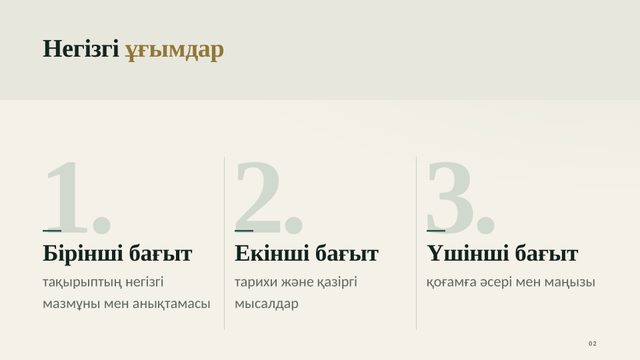 Негізгі ұғымдар
1.
Бірінші бағыт
тақырыптың негізгі
мазмұны мен анықтамасы
2.
Екінші бағыт
тарихи және қазіргі
мысалдар
3.
Үшінші бағыт
қоғамға әсері мен маңызы
02